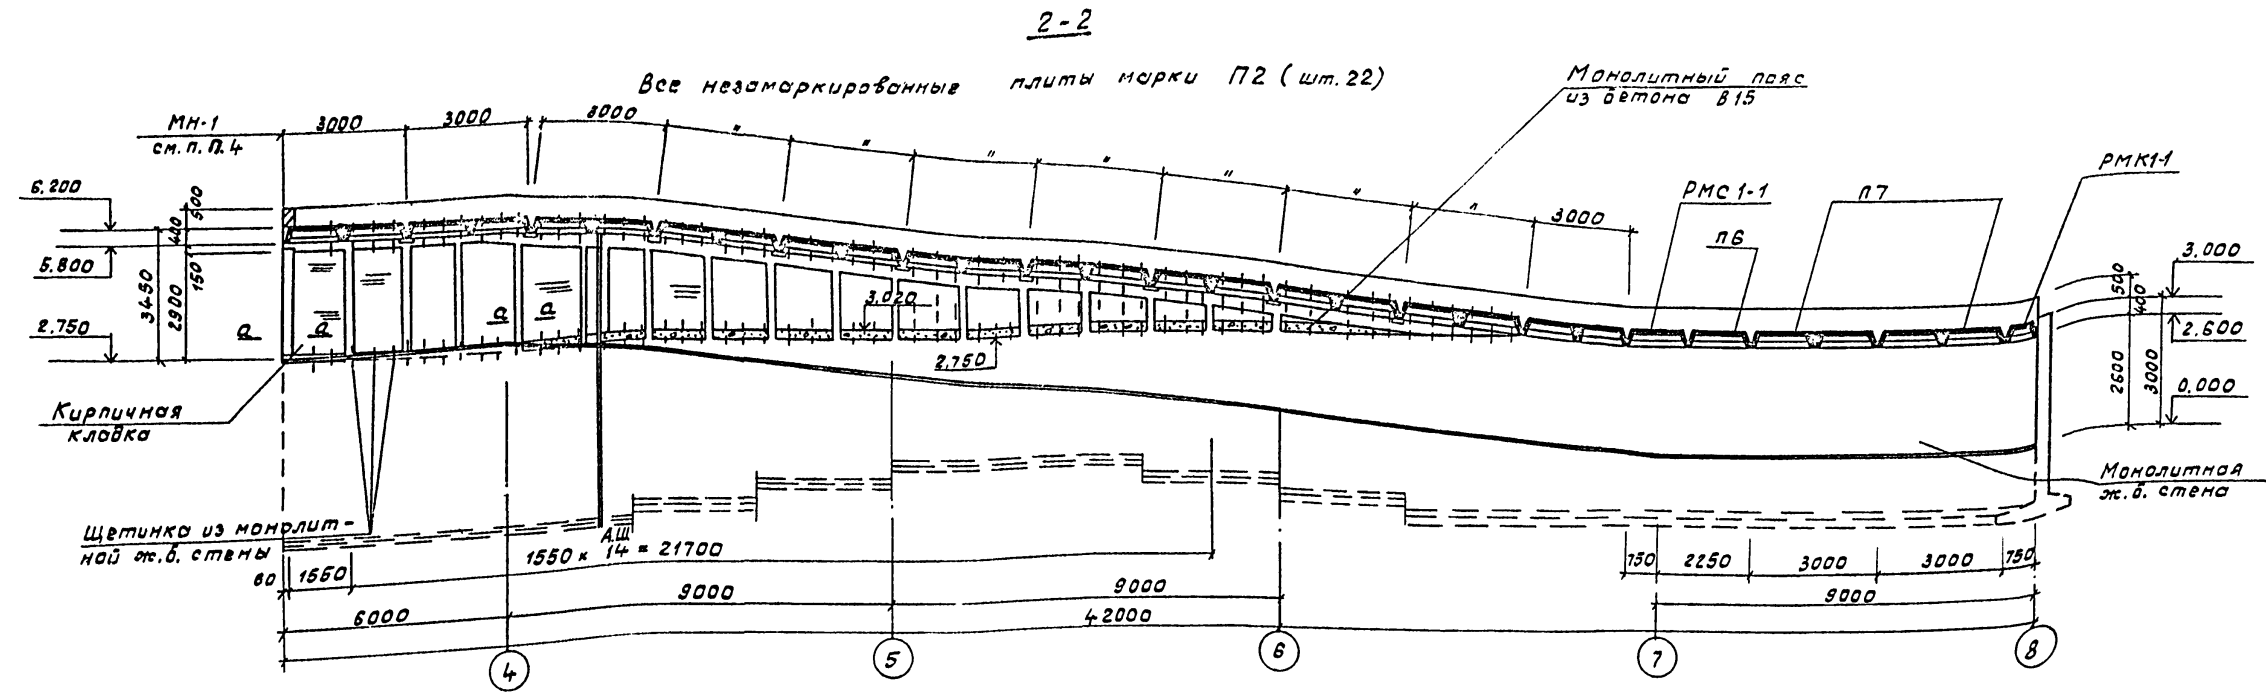 2-2
Все незамаркированные плиты марки П2 (шт. 22)
Монолитный пояс
из бетона В15
МН-1
см. п. П. 4
3000
3000
3000
"
"
"
"
"
"
"
3000
РМС 1-1
П6
П7
РМК1-1
6.200
5.800
2.750
500
400
150
3450
2900
а
а
а
а
3,020
2.750
3.000
2.600
0.000
500
400
2600
3000
Кирпичная
кладка
Щетинка из монолит-
ной ж.б. стены
Монолитная
ж.б. стена
А.Ш
1550 × 14 = 21700
60
1550
750
2250
3000
3000
750
6000
9000
9000
9000
42000
4
5
6
7
8